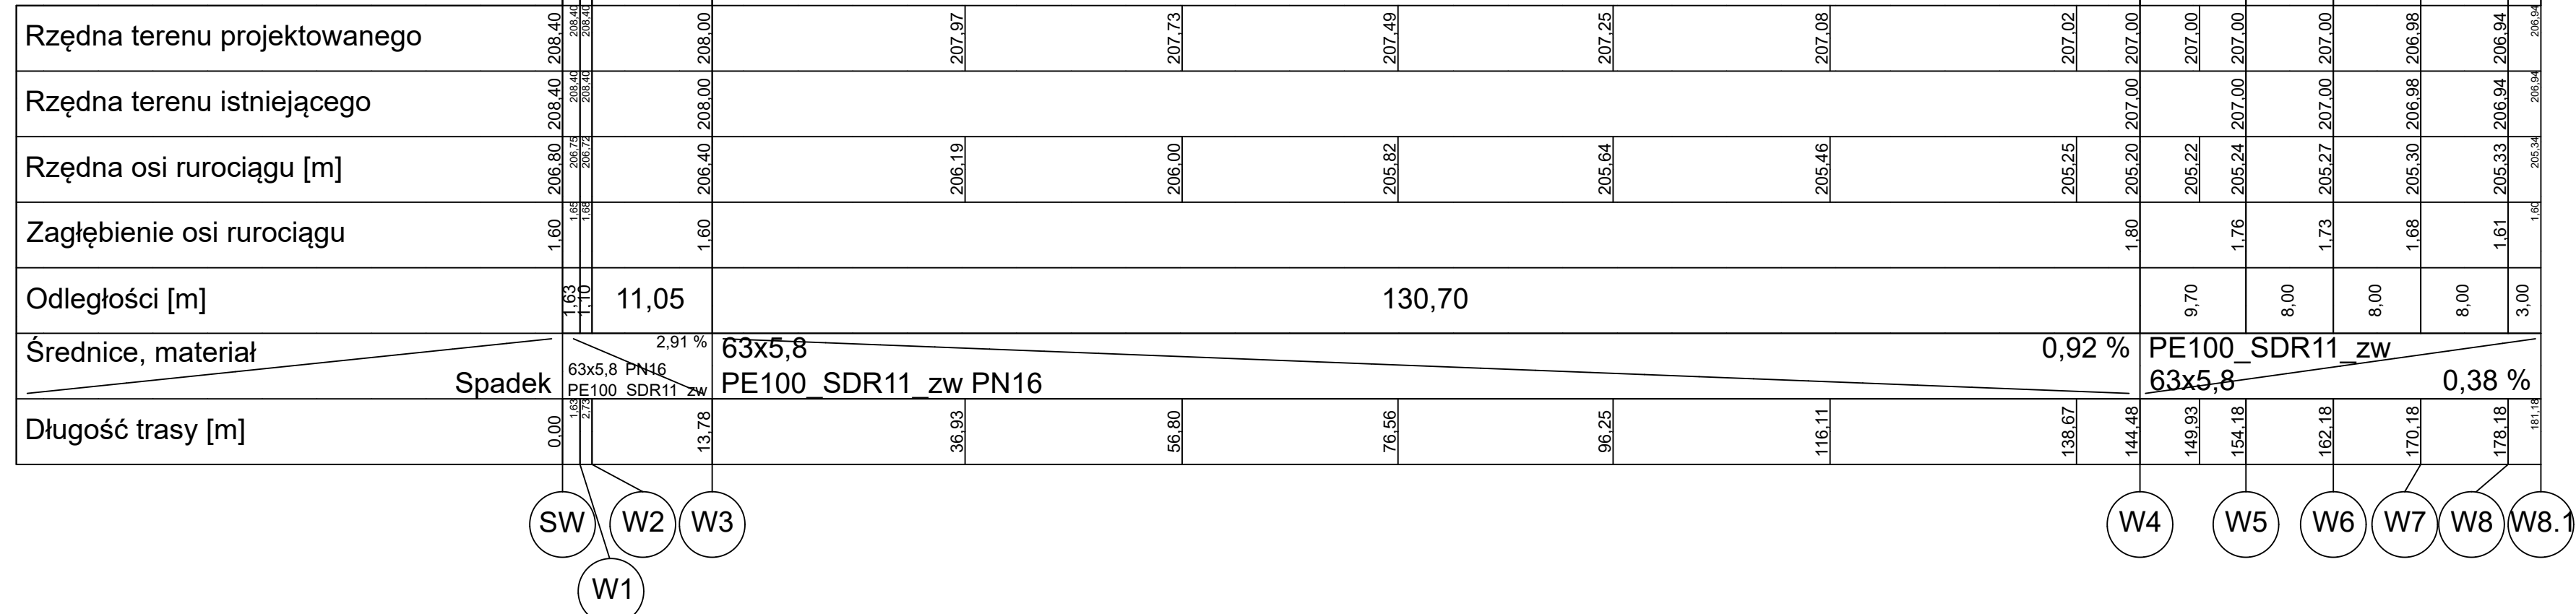 Rzędna terenu projektowanego 208,40 208,40 208,40 208,00 207,97 207,73 207,49 207,25 207,08 207,02 207,00 207,00 207,00 207,00 206,98 206,94 206,94
Rzędna terenu istniejącego 208,40 208,40 208,40 208,00 207,00 207,00 207,00 206,98 206,94 206,94
Rzędna osi rurociągu [m] 206,80 206,75 206,72 206,40 206,19 206,00 205,82 205,64 205,46 205,25 205,20 205,22 205,24 205,27 205,30 205,33 205,34
Zagłębienie osi rurociągu 1,60 1,65 1,68 1,60 1,80 1,76 1,73 1,68 1,61 1,60
Odległości [m] 1,63 1,10 11,05 130,70 9,70 8,00 8,00 8,00 3,00
Średnice, materiał 2,91 % 63x5,8 0,92 % PE100_SDR11_zw
63x5,8 PN16
Spadek PE100_SDR11_zw PE100_SDR11_zw PN16 63x5,8 0,38 %
Długość trasy [m] 0,00 1,63 2,73 13,78 36,93 56,80 76,56 96,25 116,11 138,67 144,48 149,93 154,18 162,18 170,18 178,18 181,18
SW W2 W3 W4 W5 W6 W7 W8 W8.1
W1